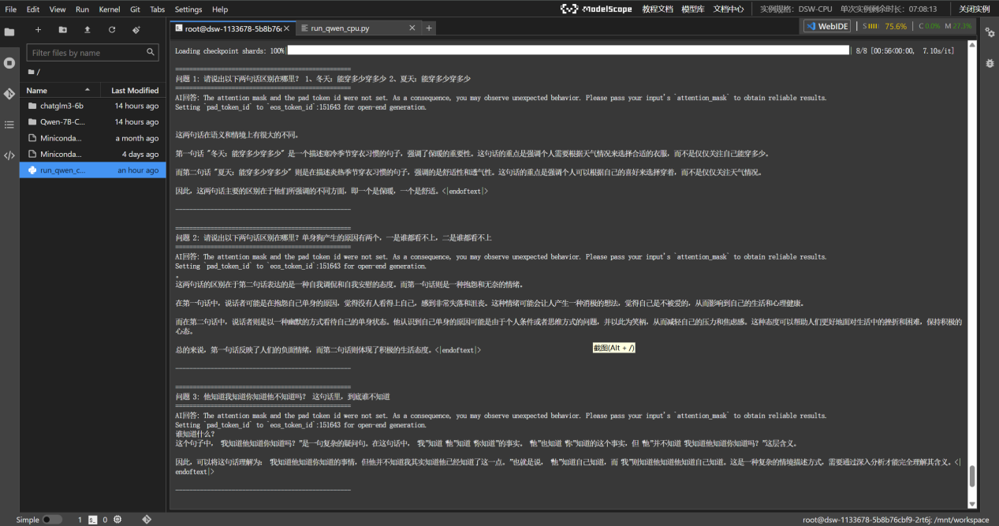 File Edit View Run Kernel Git Tabs Settings Help
ModelScope 教程文档 模型库 文档中心 实例规格: DSW-CPU 单次实例剩余时长: 07:08:13 关闭实例
root@dsw-1133678-5b8b76c
run_qwen_cpu.py
WebIDE S 75.6% C 0.0% M 27.3%
Filter files by name
/
Name Last Modified
chatglm3-6b 14 hours ago
Qwen-7B-C... 14 hours ago
Miniconda... a month ago
Miniconda... 4 days ago
run_qwen_c... an hour ago
Loading checkpoint shards: 100%| | 8/8 [00:56<00:00, 7.10s/it]
==================================================
问题 1: 请说出以下两句话区别在哪里? 1、冬天: 能穿多少穿多少 2、夏天: 能穿多少穿多少
==================================================
AI回答: The attention mask and the pad token id were not set. As a consequence, you may observe unexpected behavior. Please pass your input's `attention_mask` to obtain reliable results.
Setting `pad_token_id` to `eos_token_id`:151643 for open-end generation.
这两句话在语义和情境上有很大的不同。
第一句话 "冬天: 能穿多少穿多少" 是一个描述寒冷季节穿衣习惯的句子, 强调了保暖的重要性。这句话的重点是强调个人需要根据天气情况来选择合适的衣服, 而不是仅仅关注自己能穿多少。
而第二句话 "夏天: 能穿多少穿多少" 则是在描述炎热季节穿衣习惯的句子, 强调的是舒适性和透气性。这句话的重点是强调个人可以根据自己的喜好来选择穿着, 而不是仅仅关注天气情况。
因此, 这两句话主要的区别在于他们所强调的不同方面, 即一个是保暖, 一个是舒适。<|endoftext|>
--------------------------------------------------
==================================================
问题 2: 请说出以下两句话区别在哪里? 单身狗产生的原因有两个, 一是谁都看不上, 二是谁都看不上
==================================================
AI回答: The attention mask and the pad token id were not set. As a consequence, you may observe unexpected behavior. Please pass your input's `attention_mask` to obtain reliable results.
Setting `pad_token_id` to `eos_token_id`:151643 for open-end generation.
。
这两句话的区别在于第二句话表达的是一种自我调侃和自我安慰的态度。而第一句话则是一种抱怨和无奈的情绪。
在第一句话中, 说话者可能是在抱怨自己单身的原因, 觉得没有人看得上自己, 感到非常失落和沮丧。这种情绪可能会让人产生一种消极的想法, 觉得自己是不被爱的, 从而影响到自己的生活和心理健康。
而在第二句话中, 说话者则是以一种幽默的方式看待自己的单身状态。他认识到自己单身的原因可能是由于个人条件或者思维方式的问题, 并以此为笑柄, 从而减轻自己的压力和焦虑感。这种态度可以帮助人们更好地面对生活中的挫折和困难, 保持积极的
心态。
总的来说, 第一句话反映了人们的负面情绪, 而第二句话则体现了积极的生活态度。<|endoftext|>
截图(Alt + /)
--------------------------------------------------
==================================================
问题 3: 他知道我知道你知道他不知道吗? 这句话里, 到底谁不知道
==================================================
AI回答: The attention mask and the pad token id were not set. As a consequence, you may observe unexpected behavior. Please pass your input's `attention_mask` to obtain reliable results.
Setting `pad_token_id` to `eos_token_id`:151643 for open-end generation.
谁知道什么?
这个句子中, "我知道他知道你知道吗? "是一句复杂的疑问句。在这句话中, "我"知道"他"知道 "你知道"的事实, "他"也知道 "你"知道的这个事实, 但 "他"并不知道 "我知道他知道你知道吗? "这层含义。
因此, 可以将这句话理解为: "我知道他知道你知道的事情, 但他并不知道我其实知道他已经知道了这一点。"也就是说, "他"知道自己知道, 而 "我"则知道他知道他知道自己知道。这是一种复杂的情境描述方式, 需要通过深入分析才能完全理解其含义。<|
endoftext|>
--------------------------------------------------
Simple 1 0 root@dsw-1133678-5b8b76cbf9-2rt6j: /mnt/workspace